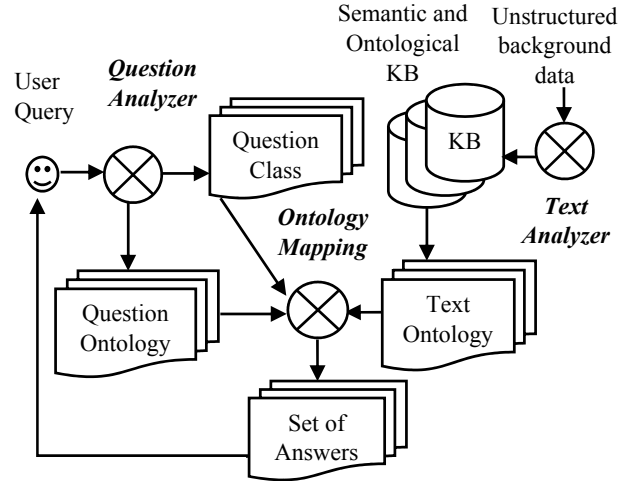 Semantic and
Ontological
KB
Unstructured
background
data
User
Query
Question
Analyzer
Question
Class
KB
Text
Analyzer
Ontology
Mapping
Question
Ontology
Text
Ontology
Set of
Answers